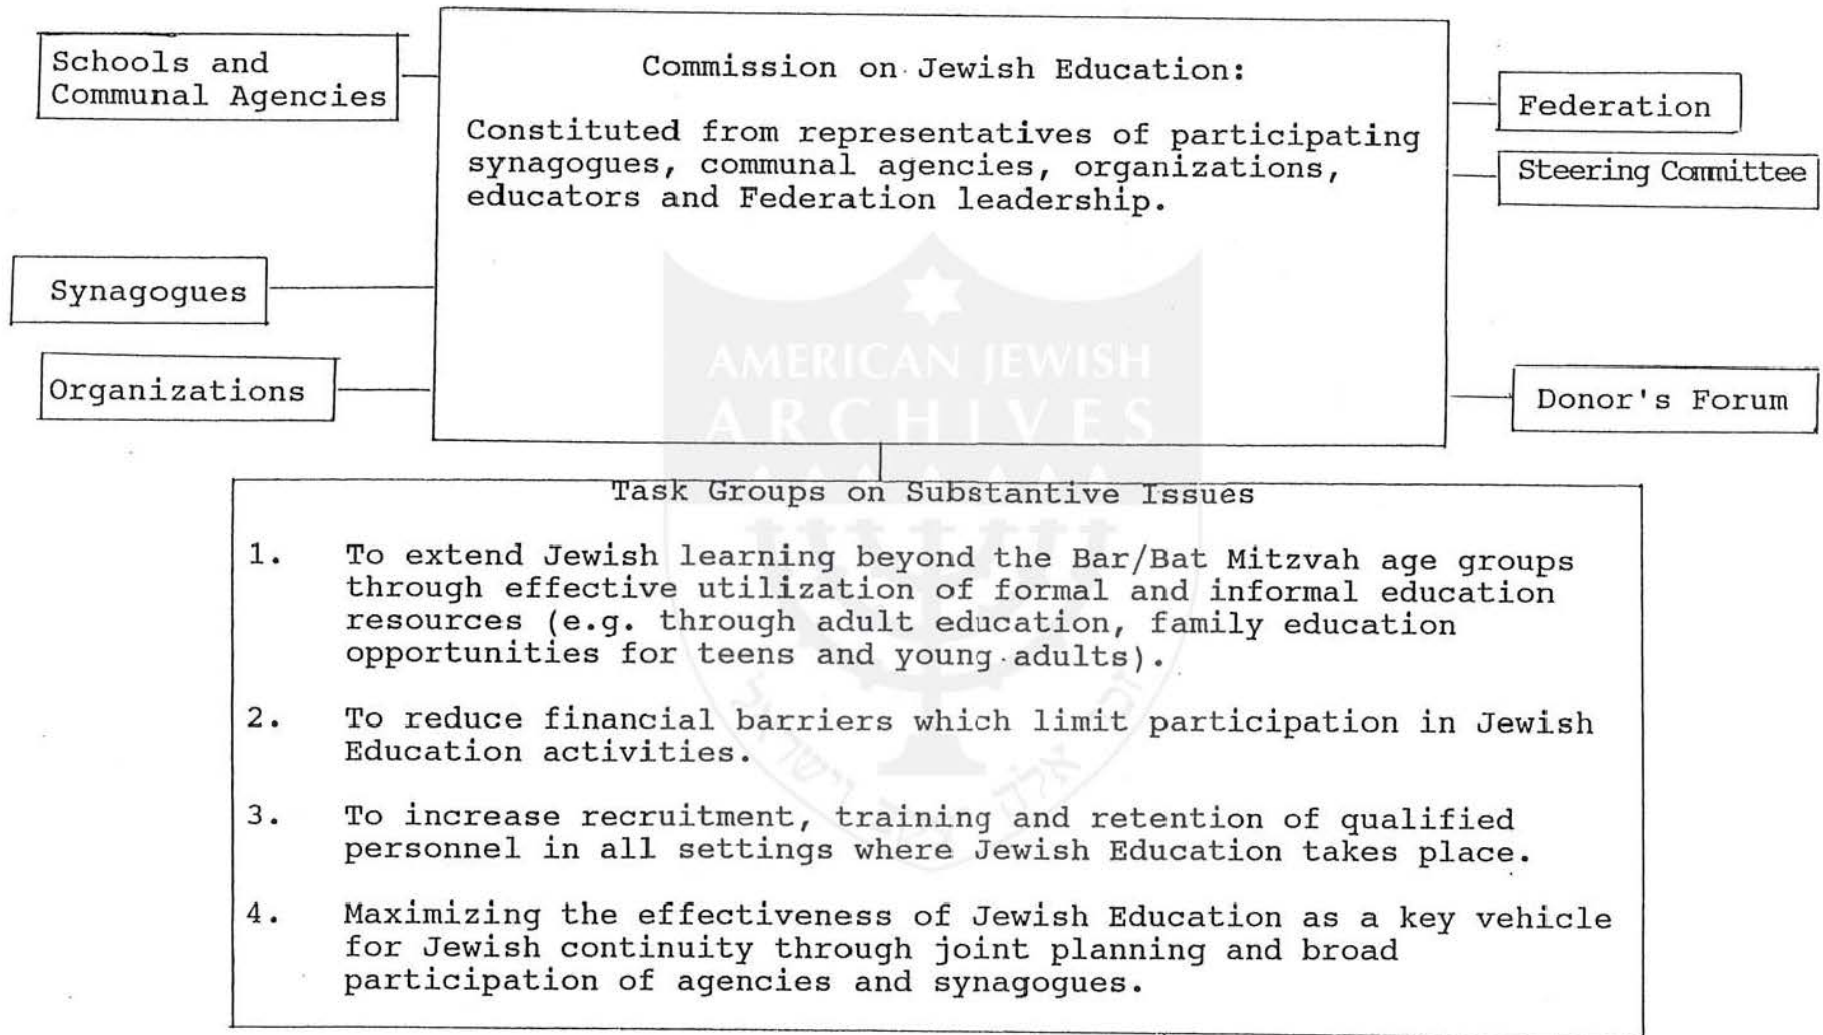 Schools and
Communal Agencies
Synagogues
Organizations
Commission on Jewish Education:
Constituted from representatives of participating
synagogues, communal agencies, organizations,
educators and Federation leadership.
Federation
Steering Committee
Donor's Forum
AMERICAN JEWISH
ARCHIVES
Task Groups on Substantive Issues
1. To extend Jewish learning beyond the Bar/Bat Mitzvah age groups
through effective utilization of formal and informal education
resources (e.g. through adult education, family education
opportunities for teens and young adults).
2. To reduce financial barriers which limit participation in Jewish
Education activities.
3. To increase recruitment, training and retention of qualified
personnel in all settings where Jewish Education takes place.
4. Maximizing the effectiveness of Jewish Education as a key vehicle
for Jewish continuity through joint planning and broad
participation of agencies and synagogues.